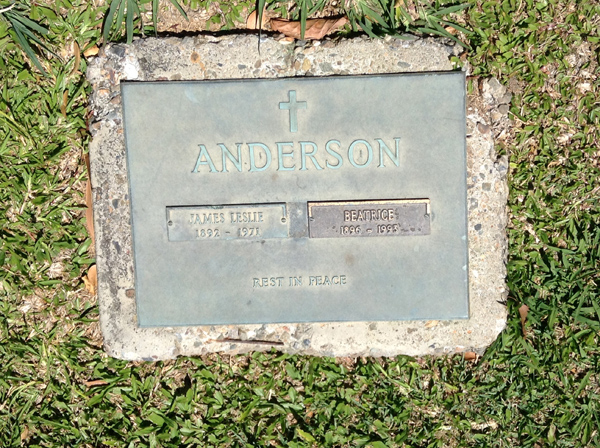 ANDERSON
JAMES LESLIE
1892 - 1971
BEATRICE
1896 - 1993
REST IN PEACE